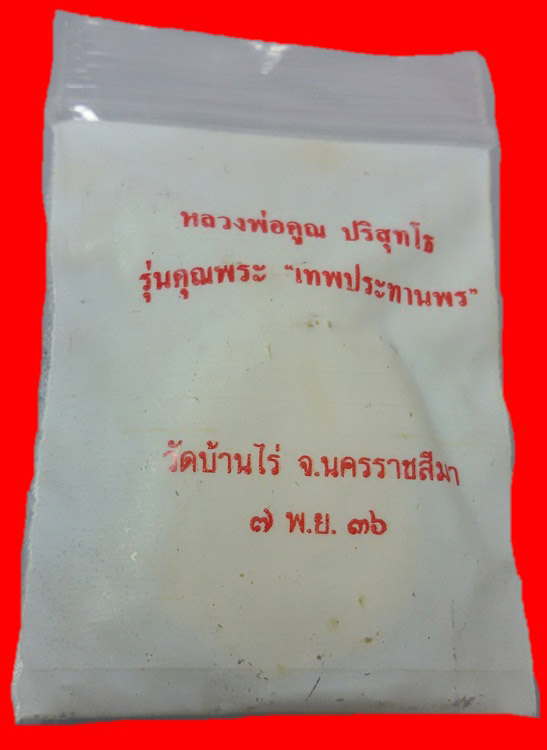 หลวงพ่อคูณ ปริสุทโธ
รุ่นคุณพระ "เทพประทานพร"
วัดบ้านไร่ จ.นครราชสีมา
๗ พ.ย. ๓๖